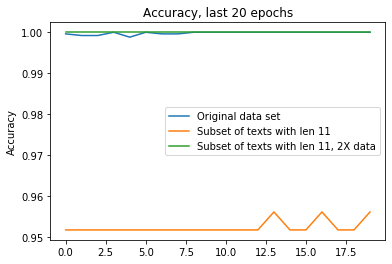 Accuracy, last 20 epochs
1.00
0.99
0.98
0.97
0.96
0.95
Accuracy
Original data set
Subset of texts with len 11
Subset of texts with len 11, 2X data
0.0 2.5 5.0 7.5 10.0 12.5 15.0 17.5